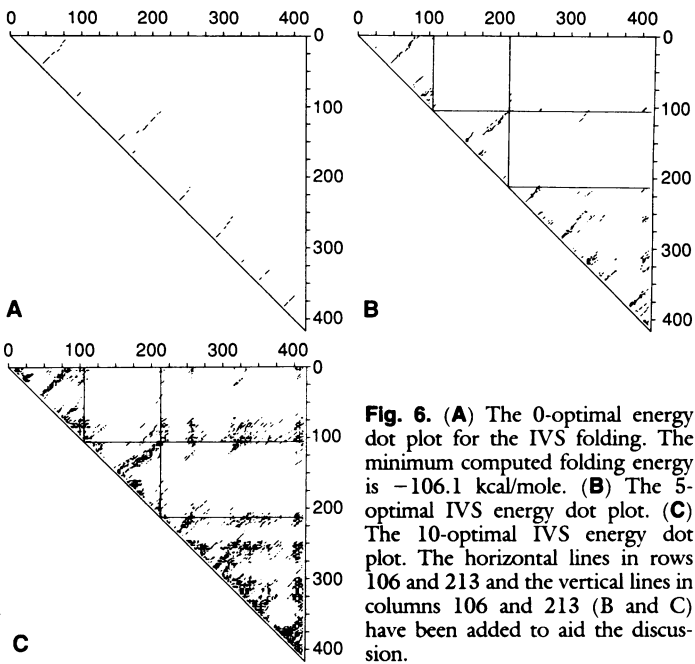 0 100 200 300 400
0
100
200
300
400
A
0 100 200 300 400
0
100
200
300
400
B
0 100 200 300 400
0
100
200
300
400
C
Fig. 6. (A) The 0-optimal energy
dot plot for the IVS folding. The
minimum computed folding energy
is −106.1 kcal/mole. (B) The 5-
optimal IVS energy dot plot. (C)
The 10-optimal IVS energy dot
plot. The horizontal lines in rows
106 and 213 and the vertical lines in
columns 106 and 213 (B and C)
have been added to aid the discus-
sion.